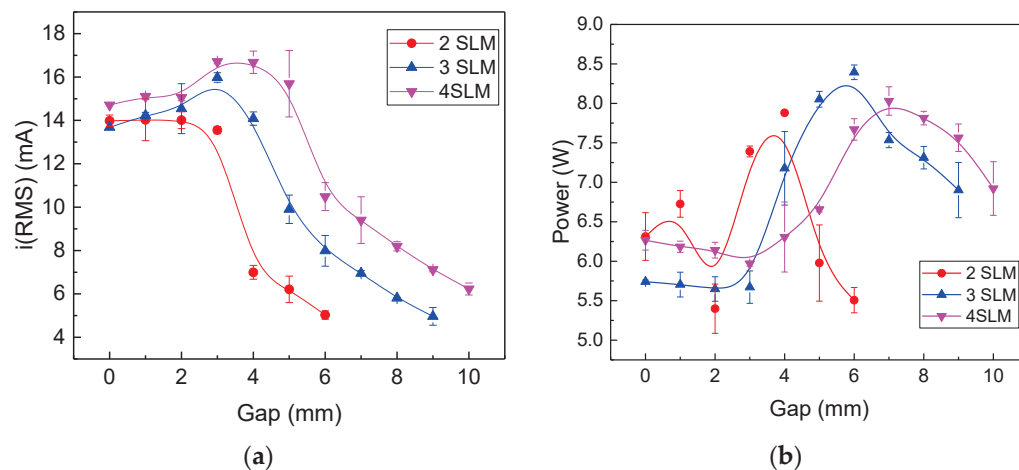 18
16
14
12
10
8
6
4
i(RMS) (mA)
2 SLM
3 SLM
4SLM
0 2 4 6 8 10
Gap (mm)
(a)
9.0
8.5
8.0
7.5
7.0
6.5
6.0
5.5
5.0
Power (W)
2 SLM
3 SLM
4SLM
0 2 4 6 8 10
Gap (mm)
(b)